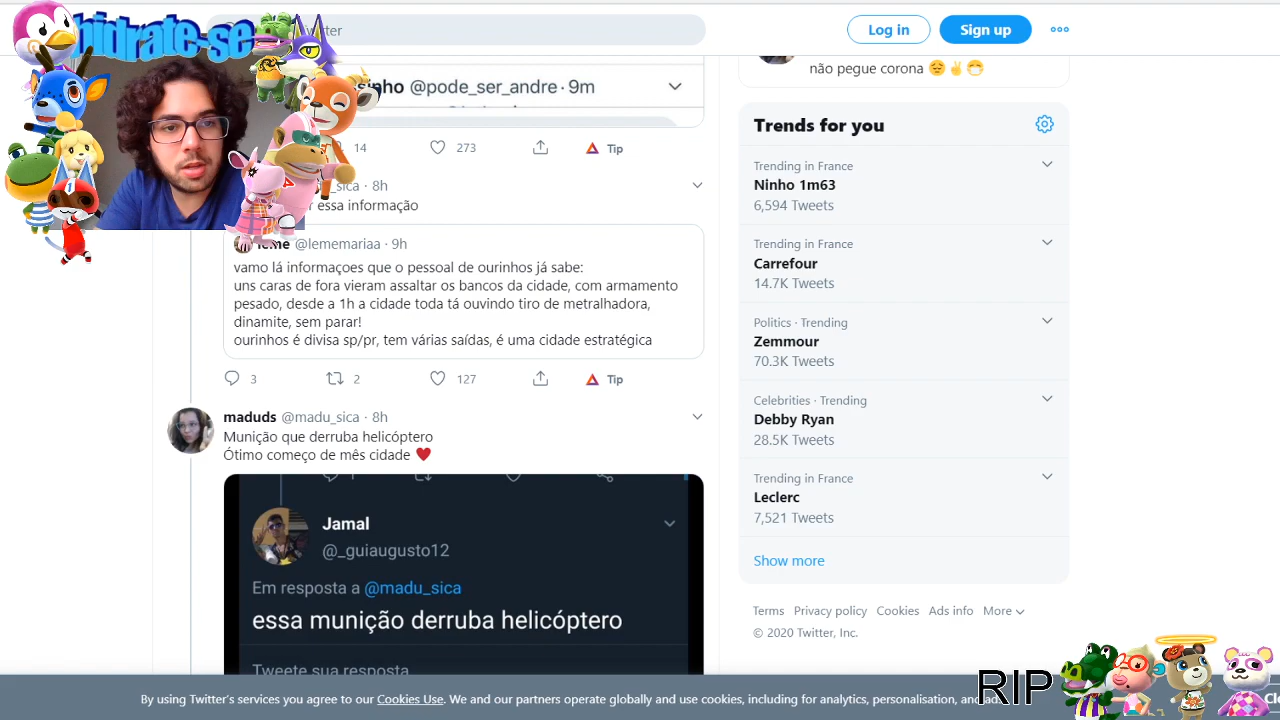 hidrate-se
Log in
Sign up
não pegue corona 😔✌️😷
@pode_ser_andre · 9m
14
273
Tip
_sica · 8h
essa informação
leme @lememariaa · 9h
vamo lá informaçoes que o pessoal de ourinhos já sabe:
uns caras de fora vieram assaltar os bancos da cidade, com armamento
pesado, desde a 1h a cidade toda tá ouvindo tiro de metralhadora,
dinamite, sem parar!
ourinhos é divisa sp/pr, tem várias saídas, é uma cidade estratégica
3
2
127
Tip
maduds @madu_sica · 8h
Munição que derruba helicóptero
Ótimo começo de mês cidade ♥
Jamal
@_guiaugusto12
Em resposta a @madu_sica
essa munição derruba helicóptero
Tweete sua resposta
Trends for you
Trending in France
Ninho 1m63
6,594 Tweets
Trending in France
Carrefour
14.7K Tweets
Politics · Trending
Zemmour
70.3K Tweets
Celebrities · Trending
Debby Ryan
28.5K Tweets
Trending in France
Leclerc
7,521 Tweets
Show more
Terms Privacy policy Cookies Ads info More
© 2020 Twitter, Inc.
By using Twitter's services you agree to our Cookies Use. We and our partners operate globally and use cookies, including for analytics, personalisation, and
RIP